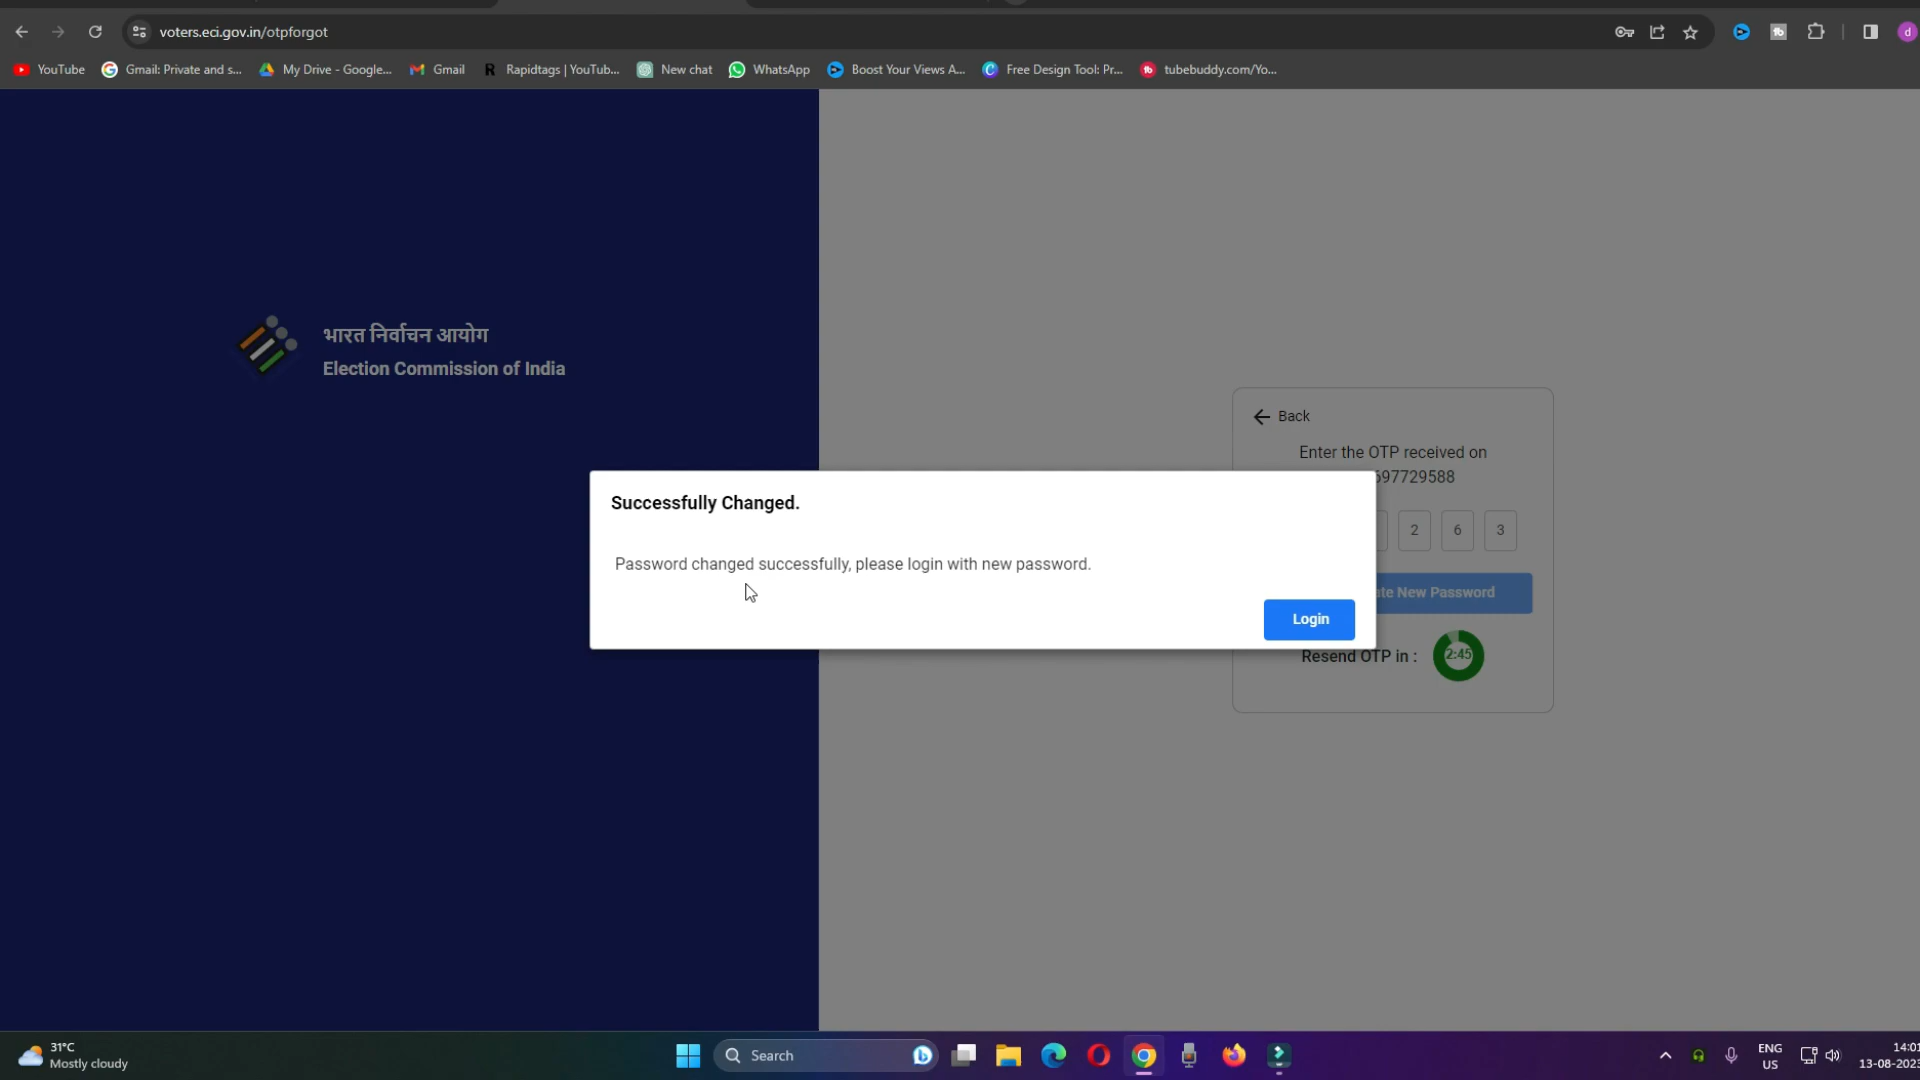 voters.eci.gov.in/otpforgot
d
YouTube
Gmail: Private and s...
My Drive - Google...
Gmail
R
Rapidtags | YouTub...
New chat
WhatsApp
Boost Your Views A...
Free Design Tool: Pr...
tubebuddy.com/Yo...
भारत निर्वाचन आयोग
Election Commission of India
Back
Enter the OTP received on
697729588
2 6 3
Successfully Changed.
Password changed successfully, please login with new password.
Login
te New Password
Resend OTP in :
2:45
31°C
Mostly cloudy
Search
ENG
US
14:01
13-08-202